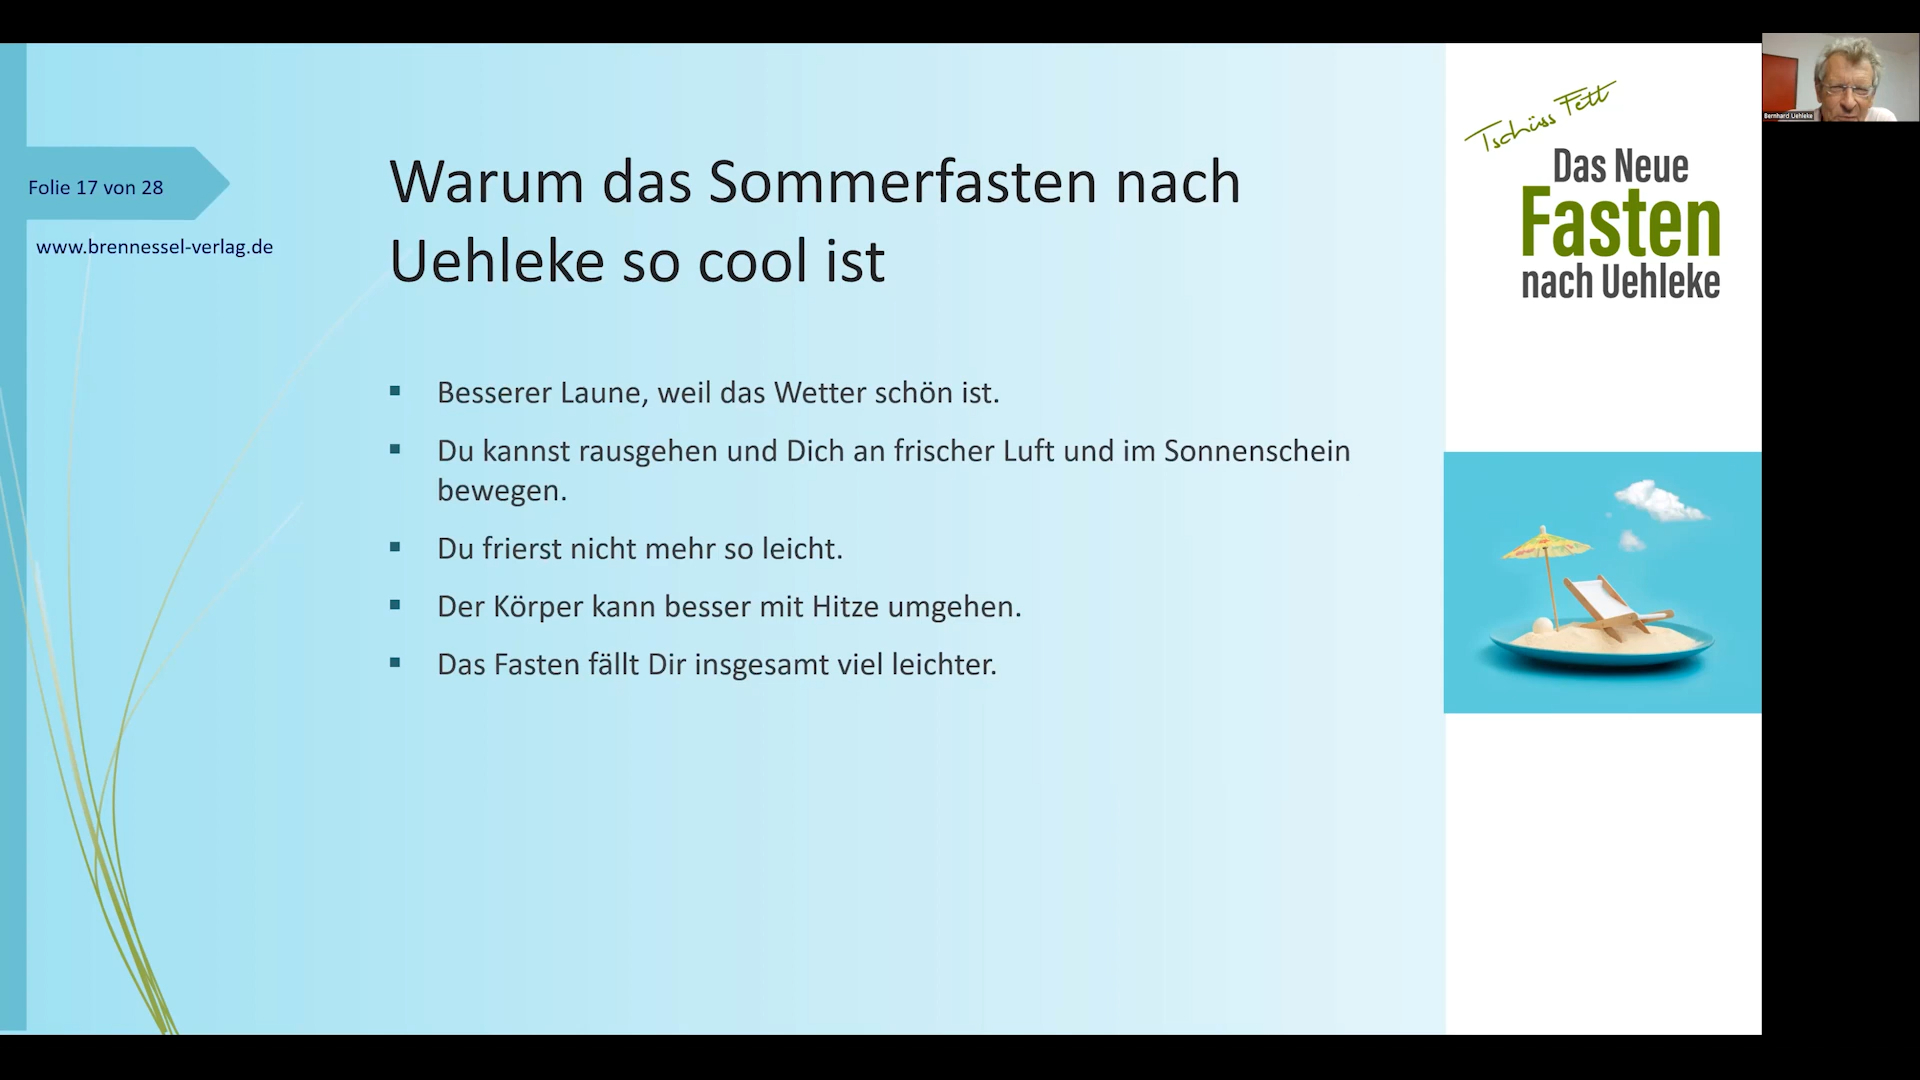 Folie 17 von 28
www.brennessel-verlag.de
Warum das Sommerfasten nach
Uehleke so cool ist
▪ Besserer Laune, weil das Wetter schön ist.
▪ Du kannst rausgehen und Dich an frischer Luft und im Sonnenschein
bewegen.
▪ Du frierst nicht mehr so leicht.
▪ Der Körper kann besser mit Hitze umgehen.
▪ Das Fasten fällt Dir insgesamt viel leichter.
Tschüss Fett
Das Neue
Fasten
nach Uehleke
Bernhard Uehleke